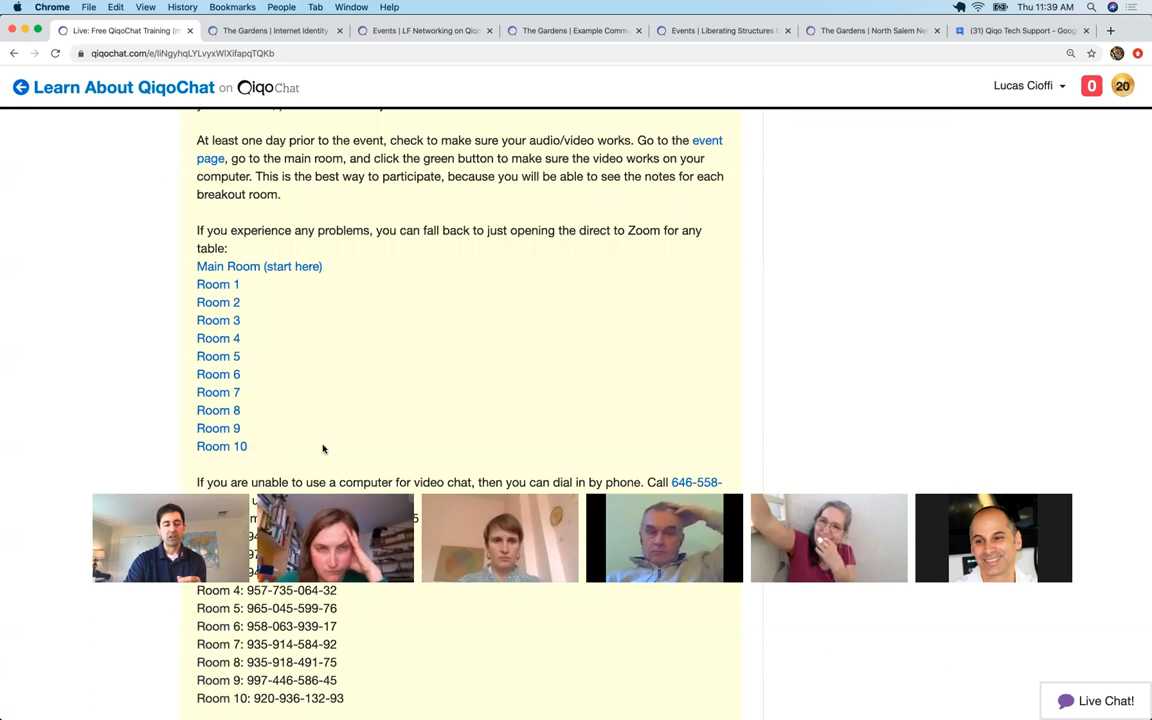 Chrome File Edit View History Bookmarks People Tab Window Help Thu 11:39 AM
Live: Free QiqoChat Training (m The Gardens | Internet Identity Events | LF Networking on Qiqo The Gardens | Example Comm Events | Liberating Structures The Gardens | North Salem Ne (31) Qiqo Tech Support - Goog
qiqochat.com/e/liNgyhqLYLvyxWlXifapqTQKb
Learn About QiqoChat on QiqoChat Lucas Cioffi 0 20
At least one day prior to the event, check to make sure your audio/video works. Go to the event
page, go to the main room, and click the green button to make sure the video works on your
computer. This is the best way to participate, because you will be able to see the notes for each
breakout room.
If you experience any problems, you can fall back to just opening the direct to Zoom for any
table:
Main Room (start here)
Room 1
Room 2
Room 3
Room 4
Room 5
Room 6
Room 7
Room 8
Room 9
Room 10
If you are unable to use a computer for video chat, then you can dial in by phone. Call 646-558-
Room 4: 957-735-064-32
Room 5: 965-045-599-76
Room 6: 958-063-939-17
Room 7: 935-914-584-92
Room 8: 935-918-491-75
Room 9: 997-446-586-45
Room 10: 920-936-132-93
Live Chat!